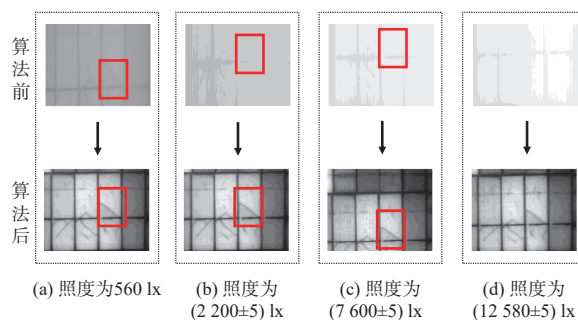 算法前
算法后
(a) 照度为560 lx
(b) 照度为
(2 200±5) lx
(c) 照度为
(7 600±5) lx
(d) 照度为
(12 580±5) lx